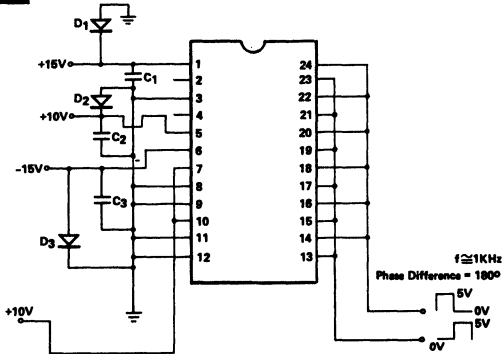 D1
+15V
C1
D2
+10V
C2
-15V
C3
D3
+10V
1
2
3
4
5
6
7
8
9
10
11
12
24
23
22
21
20
19
18
17
16
15
14
13
f≅1KHz
Phase Difference = 180º
5V
0V
5V
0V